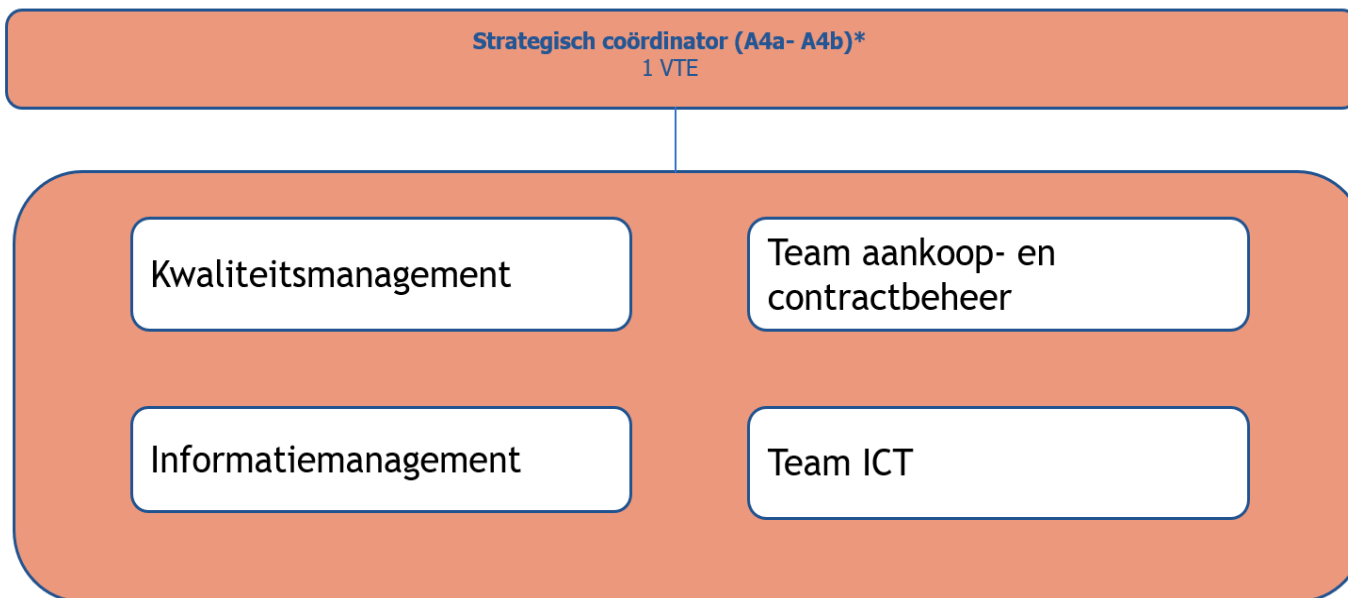 Strategisch coördinator (A4a- A4b)*
1 VTE
Kwaliteitsmanagement
Team aankoop- en
contractbeheer
Informatiemanagement
Team ICT